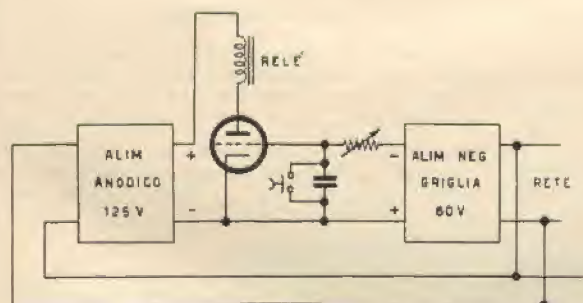 RELE'
ALIM
ANODICO
125 V
+
-
-
+
ALIM NEG
GRIGLIA
60V
RETE